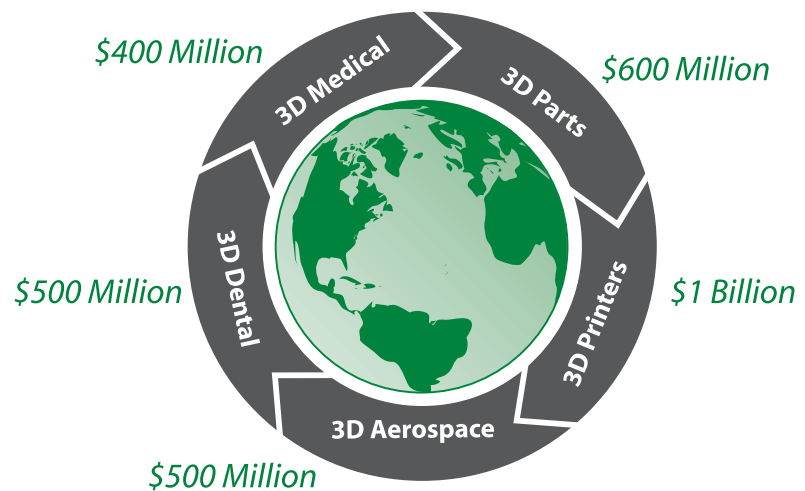 $400 Million
3D Medical
3D Parts
$600 Million
$500 Million
3D Dental
3D Printers
$1 Billion
3D Aerospace
$500 Million